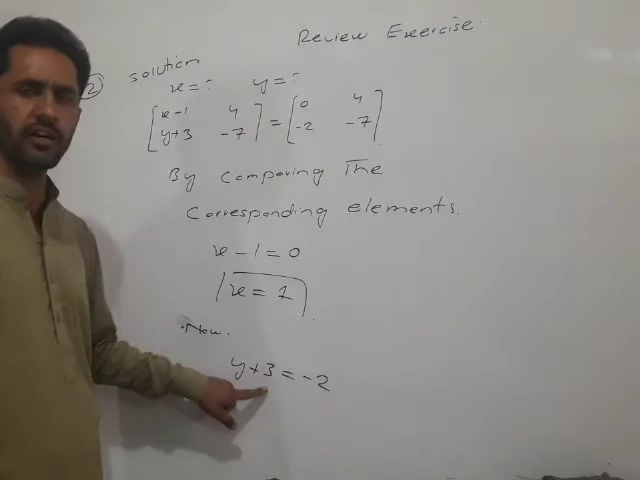 Review Exercise.
2 Solution
x = ? y = ?
[x-1 4] = [0 4]
[y+3 -7] [-2 -7]
By Comparing The
Corresponding elements.
x - 1 = 0
x = 1
Now.
y + 3 = -2